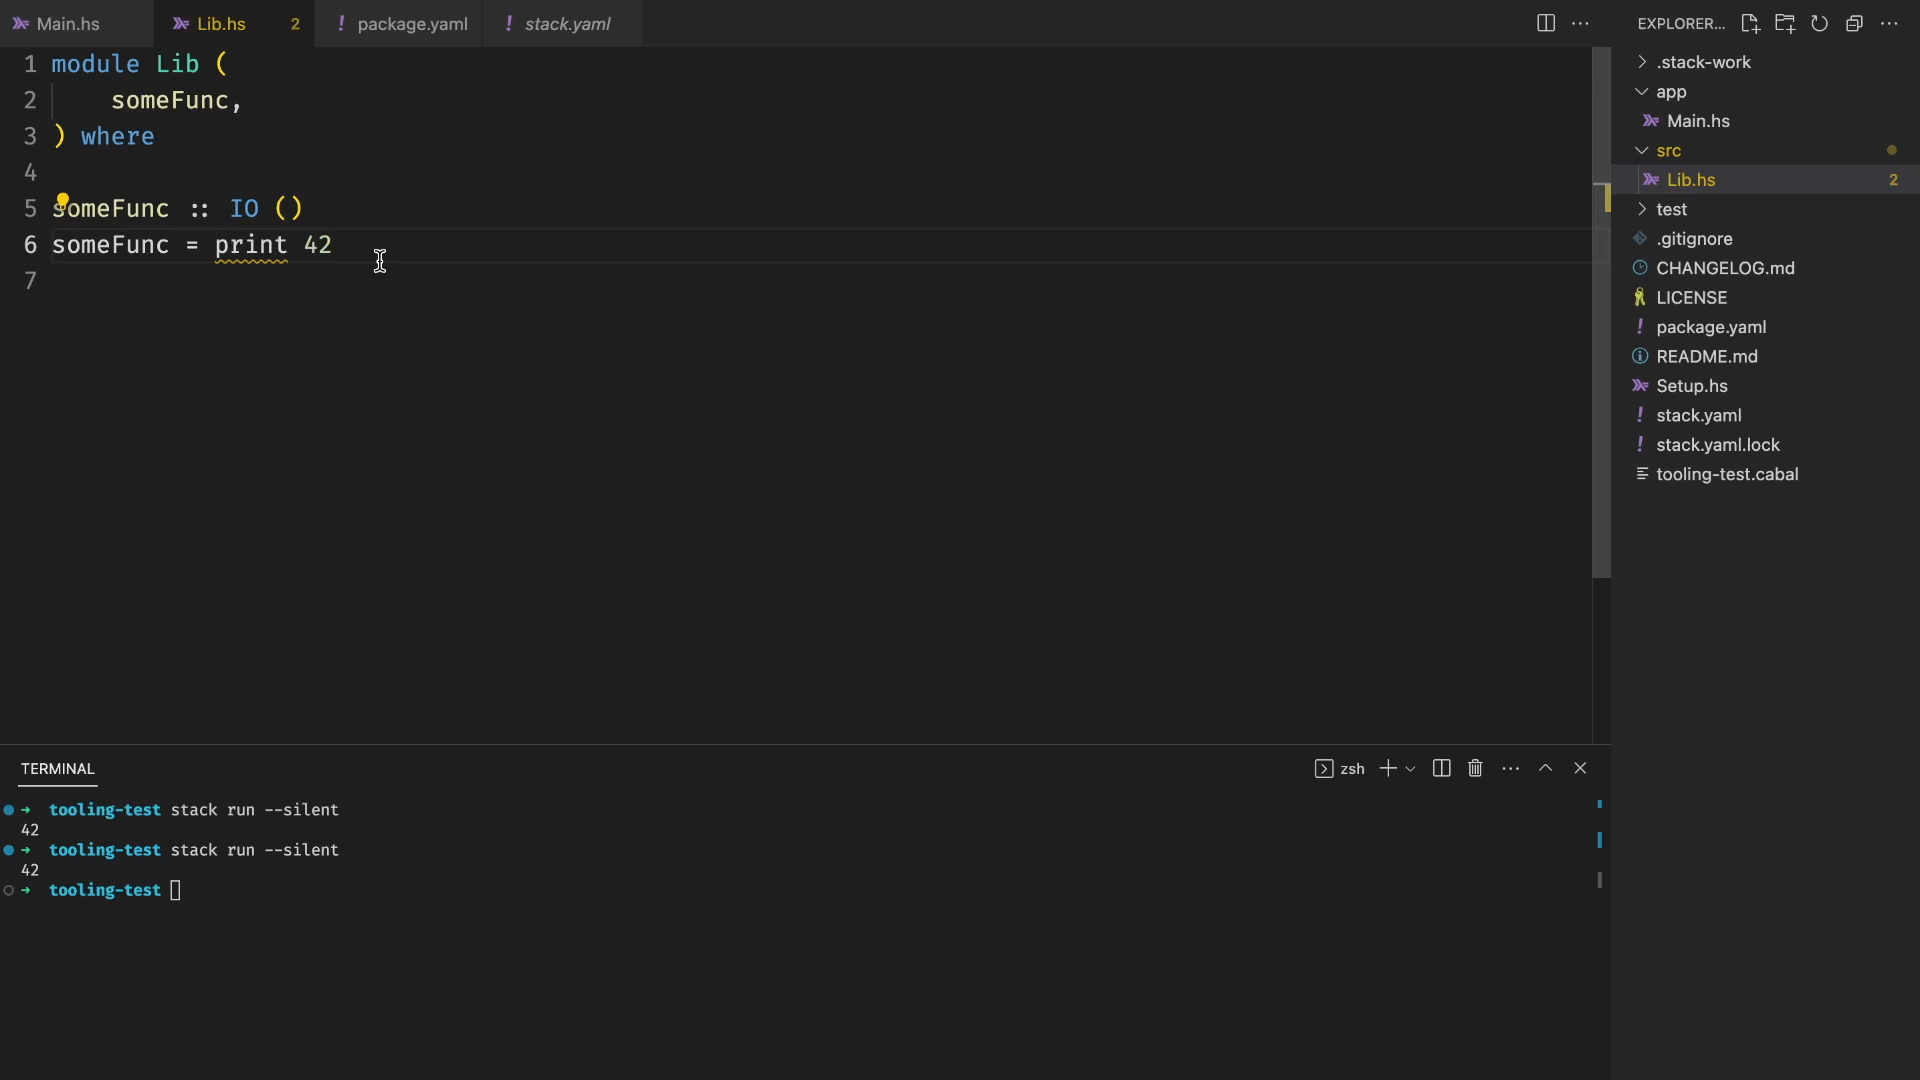 Main.hs
Lib.hs 2
! package.yaml
! stack.yaml
EXPLORER...
1 module Lib (
2 someFunc,
3 ) where
4
5 someFunc :: IO ()
6 someFunc = print 42
7
.stack-work
app
Main.hs
src
Lib.hs 2
test
.gitignore
CHANGELOG.md
LICENSE
! package.yaml
README.md
Setup.hs
! stack.yaml
! stack.yaml.lock
tooling-test.cabal
TERMINAL
zsh
→ tooling-test stack run --silent
42
→ tooling-test stack run --silent
42
→ tooling-test